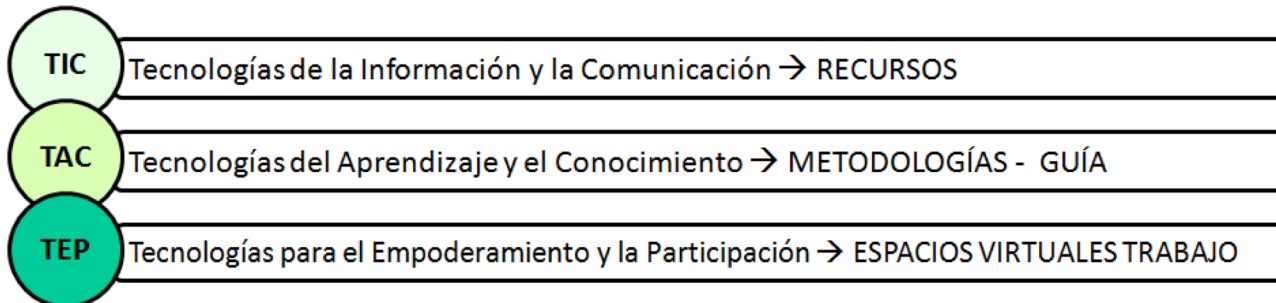 TIC
Tecnologías de la Información y la Comunicación → RECURSOS
TAC
Tecnologías del Aprendizaje y el Conocimiento → METODOLOGÍAS - GUÍA
TEP
Tecnologías para el Empoderamiento y la Participación → ESPACIOS VIRTUALES TRABAJO